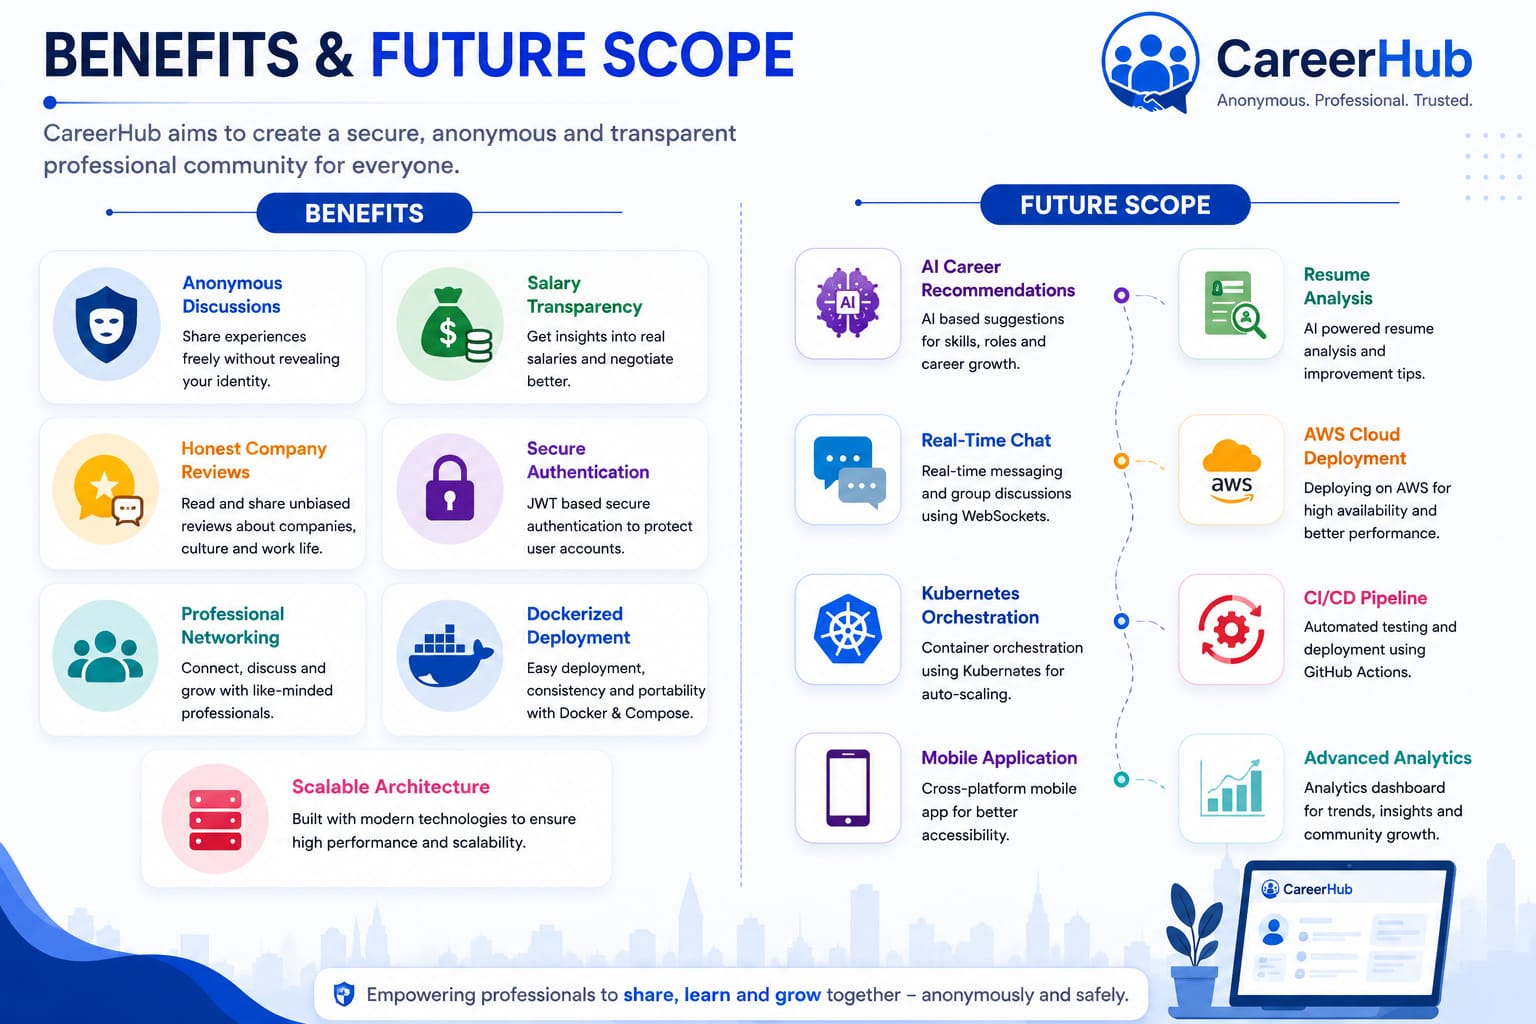 BENEFITS & FUTURE SCOPE
CareerHub
Anonymous. Professional. Trusted.
CareerHub aims to create a secure, anonymous and transparent
professional community for everyone.
BENEFITS
Anonymous
Discussions
Share experiences
freely without revealing
your identity.
Salary
Transparency
Get insights into real
salaries and negotiate
better.
$
Honest Company
Reviews
Read and share unbiased
reviews about companies,
culture and work life.
Secure
Authentication
JWT based secure
authentication to protect
user accounts.
Professional
Networking
Connect, discuss and
grow with like-minded
professionals.
Dockerized
Deployment
Easy deployment,
consistency and portability
with Docker & Compose.
Scalable Architecture
Built with modern technologies to ensure
high performance and scalability.
FUTURE SCOPE
AI
AI Career
Recommendations
AI based suggestions
for skills, roles and
career growth.
Resume
Analysis
AI powered resume
analysis and
improvement tips.
Real-Time Chat
Real-time messaging
and group discussions
using WebSockets.
aws
AWS Cloud
Deployment
Deploying on AWS for
high availability and
better performance.
Kubernetes
Orchestration
Container orchestration
using Kubernates for
auto-scaling.
CI/CD Pipeline
Automated testing and
deployment using
GitHub Actions.
Mobile Application
Cross-platform mobile
app for better
accessibility.
Advanced Analytics
Analytics dashboard
for trends, insights and
community growth.
CareerHub
Empowering professionals to share, learn and grow together – anonymously and safely.